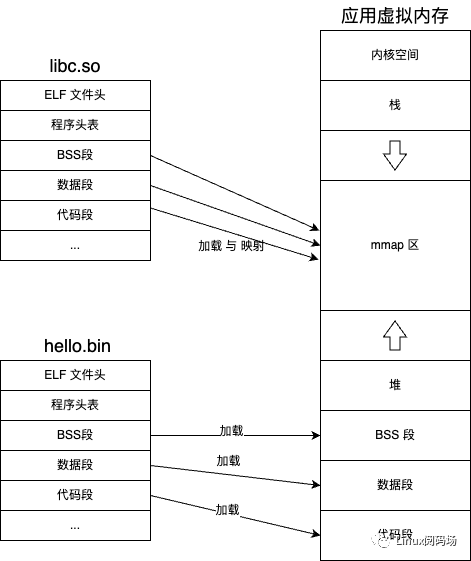 应用虚拟内存
内核空间
栈
mmap 区
堆
BSS 段
数据段
代码段
libc.so
ELF 文件头
程序头表
BSS段
数据段
代码段
...
加载 与 映射
hello.bin
ELF 文件头
程序头表
BSS段
数据段
代码段
...
加载
加载
加载
Linux阅码场